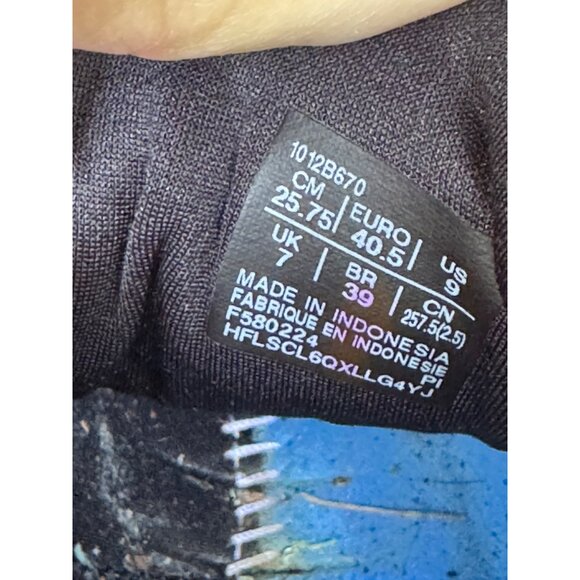 1012B670
CM EURO US
25.75 40.5 9
UK BR CN
7 39 257.5(2.5)
MADE IN INDONESIA
FABRIQUE EN INDONESIE
F580224 PI
HFLSCL6QXLLG4YJ